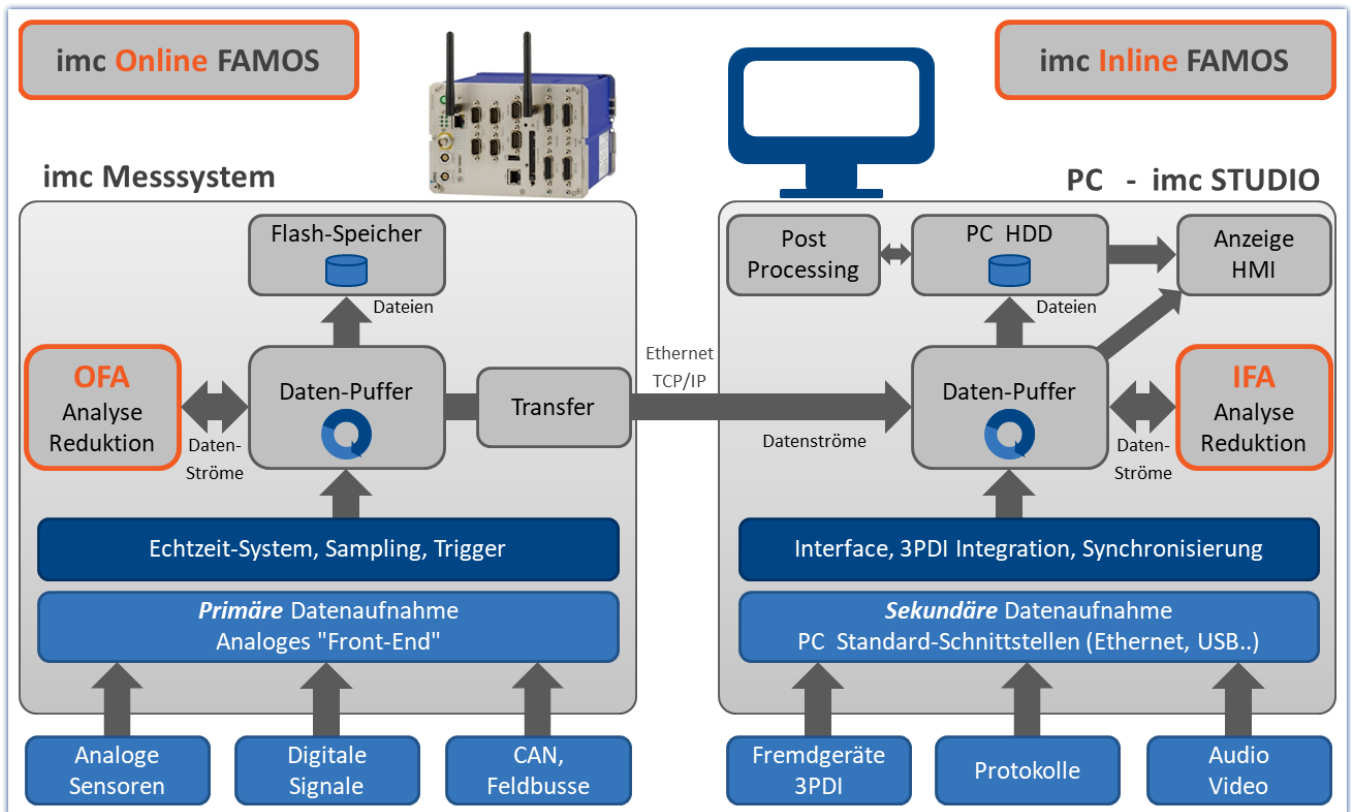 imc Online FAMOS
imc Inline FAMOS
imc Messsystem
PC - imc STUDIO
Flash-Speicher
Dateien
OFA
Analyse
Reduktion
Daten-
Ströme
Daten-Puffer
Transfer
Ethernet
TCP/IP
Datenströme
Echtzeit-System, Sampling, Trigger
Primäre Datenaufnahme
Analoges "Front-End"
Analoge
Sensoren
Digitale
Signale
CAN,
Feldbusse
Post
Processing
PC HDD
Anzeige
HMI
Dateien
Daten-Puffer
Daten-
Ströme
IFA
Analyse
Reduktion
Interface, 3PDI Integration, Synchronisierung
Sekundäre Datenaufnahme
PC Standard-Schnittstellen (Ethernet, USB..)
Fremdgeräte
3PDI
Protokolle
Audio
Video